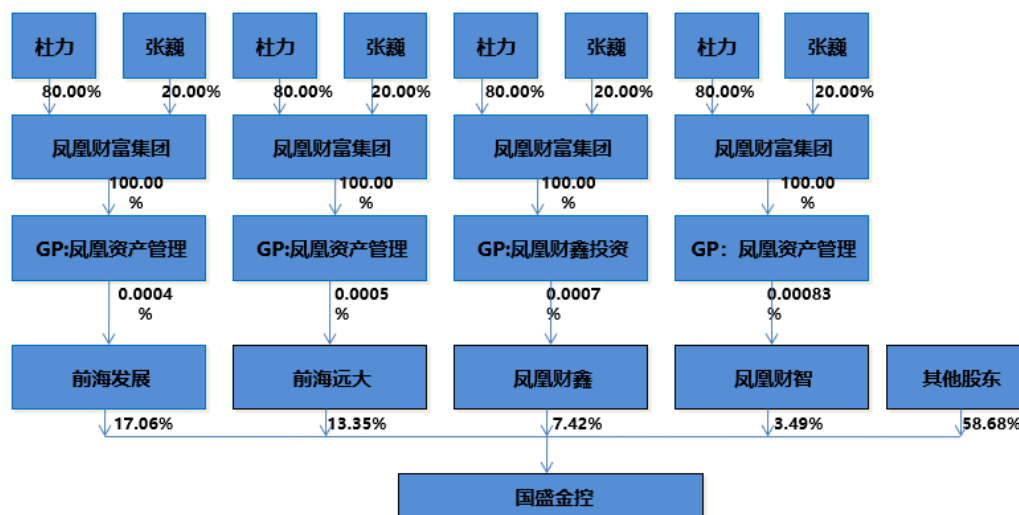 杜力 张巍 杜力 张巍 杜力 张巍 杜力 张巍
80.00% 20.00% 80.00% 20.00% 80.00% 20.00% 80.00% 20.00%
凤凰财富集团 凤凰财富集团 凤凰财富集团 凤凰财富集团
100.00 100.00 100.00 100.00
% % % %
GP:凤凰资产管理 GP:凤凰资产管理 GP:凤凰财鑫投资 GP：凤凰资产管理
0.0004 0.0005 0.0007 0.00083
% % % %
前海发展 前海远大 凤凰财鑫 凤凰财智 其他股东
17.06% 13.35% 7.42% 3.49% 58.68%
国盛金控